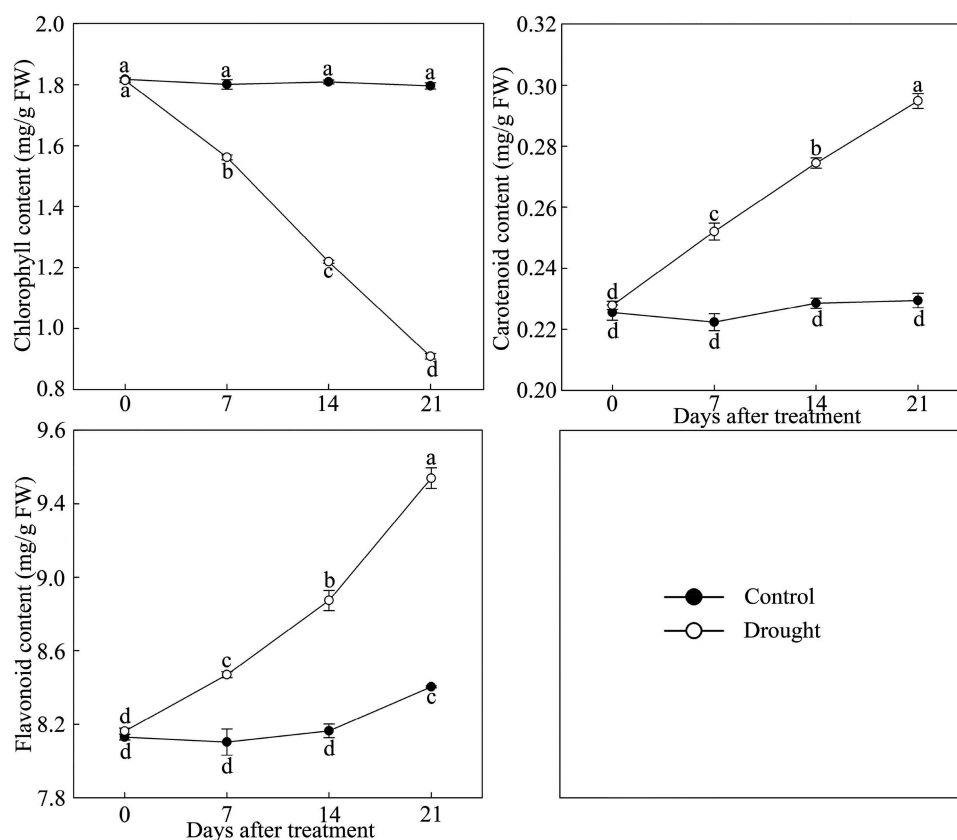 2.0
1.8
1.6
1.4
1.2
1.0
0.8
Chlorophyll content (mg/g FW)
a
a
a
a
a
b
c
d
0
7
14
21
0.32
0.30
0.28
0.26
0.24
0.22
0.20
Carotenoid content (mg/g FW)
a
b
c
d
d
d
d
d
0
7
14
21
Days after treatment
9.6
9.4
9.0
8.6
8.2
7.8
Flavonoid content (mg/g FW)
a
b
c
d
d
d
d
c
0
7
14
21
Days after treatment
Control
Drought